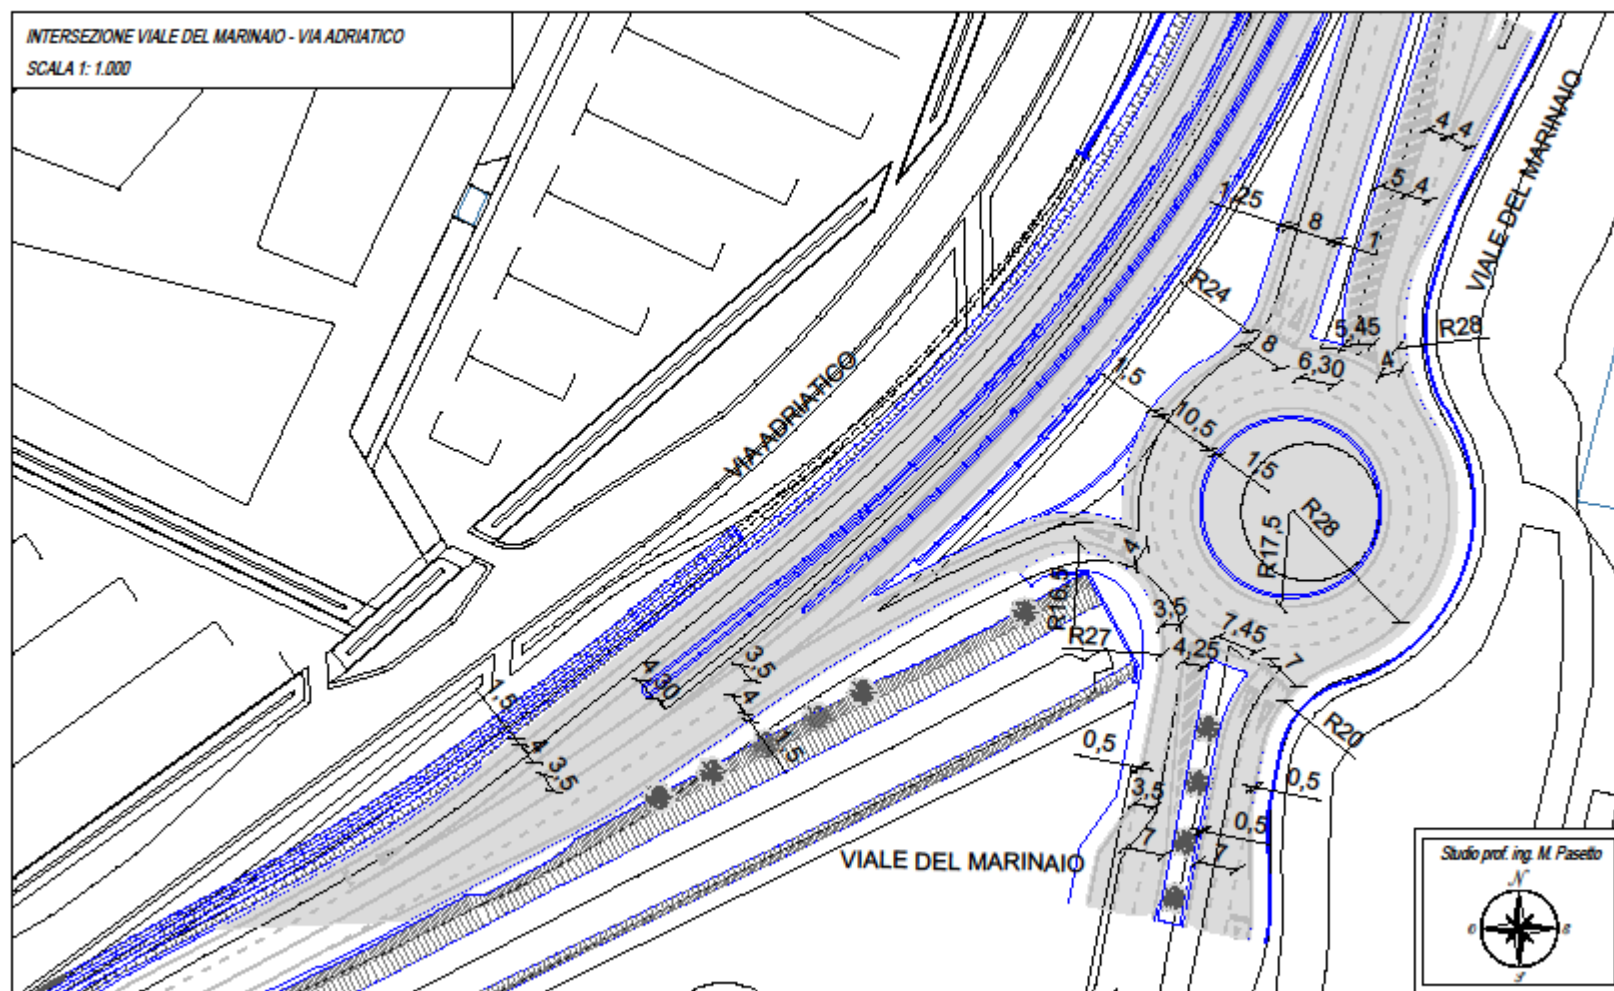 INTERSEZIONE VIALE DEL MARINAIO - VIA ADRIATICO
SCALA 1: 1.000
VIALE DEL MARINAIO
4
4
5
4
1,25
8
1
R24
5,45
R28
8
6,30
4
1,5
VIA ADRIATICO
10,5
1,5
R28
R17,5
4
R16,5
3,5
7,45
R27
4,25
7
3,5
4,30
4
1,5
1,5
4
3,5
R20
0,5
0,5
3,5
0,5
7
7
VIALE DEL MARINAIO
Studio prof. ing. M. Pasetto
N
O
E
S